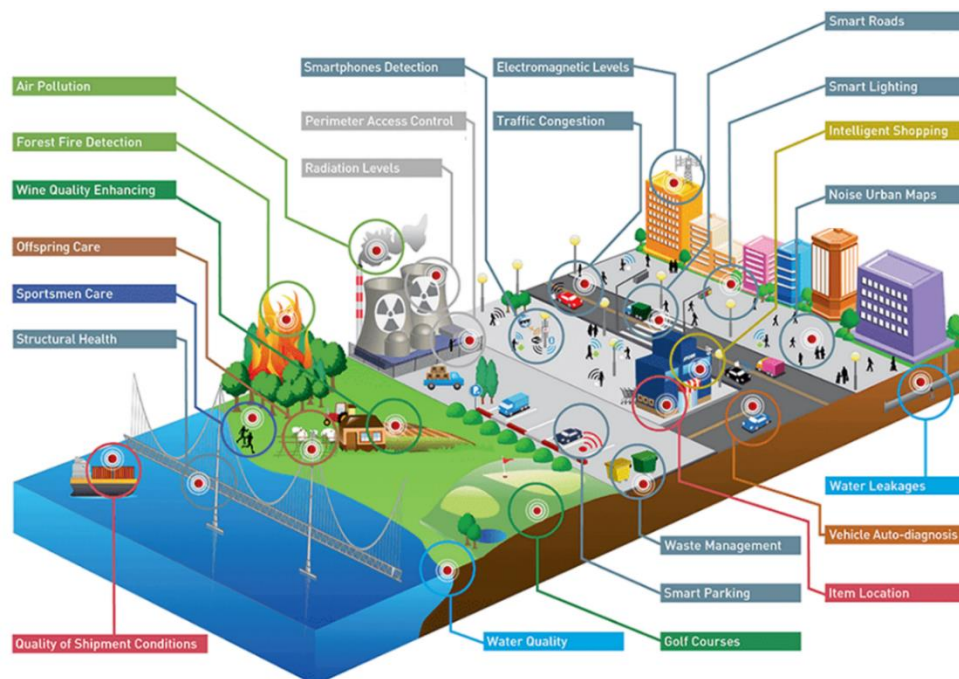 Smart Roads
Smartphones Detection
Electromagnetic Levels
Air Pollution
Smart Lighting
Perimeter Access Control
Traffic Congestion
Intelligent Shopping
Forest Fire Detection
Radiation Levels
Wine Quality Enhancing
Noise Urban Maps
Offspring Care
Sportsmen Care
Structural Health
Water Leakages
Vehicle Auto-diagnosis
Waste Management
Smart Parking
Item Location
Quality of Shipment Conditions
Water Quality
Golf Courses